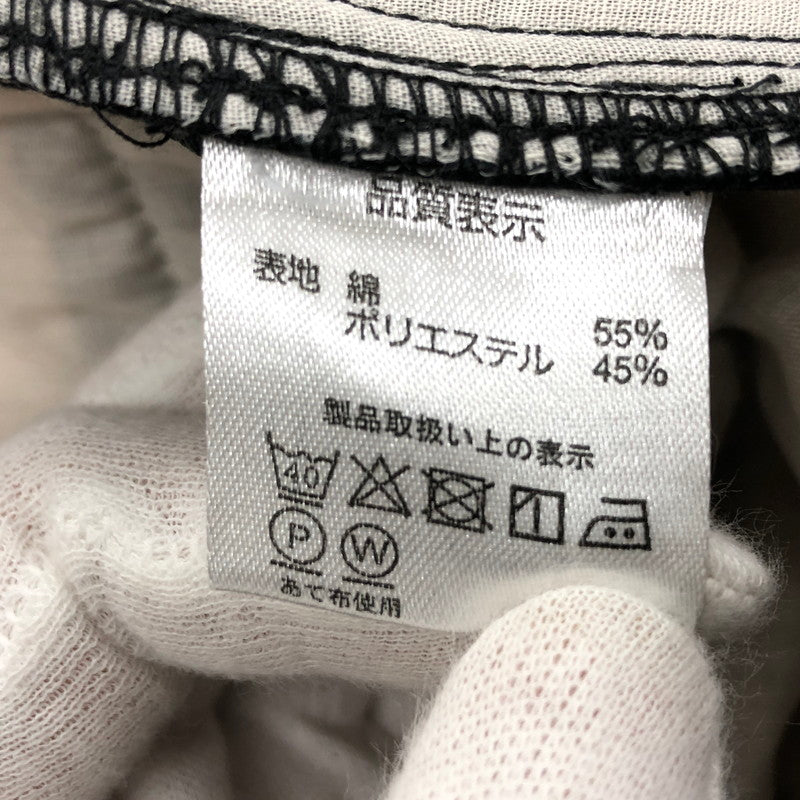 品質表示
表地 綿 55%
ポリエステル 45%
製品取扱い上の表示
40
P W
あて布使用